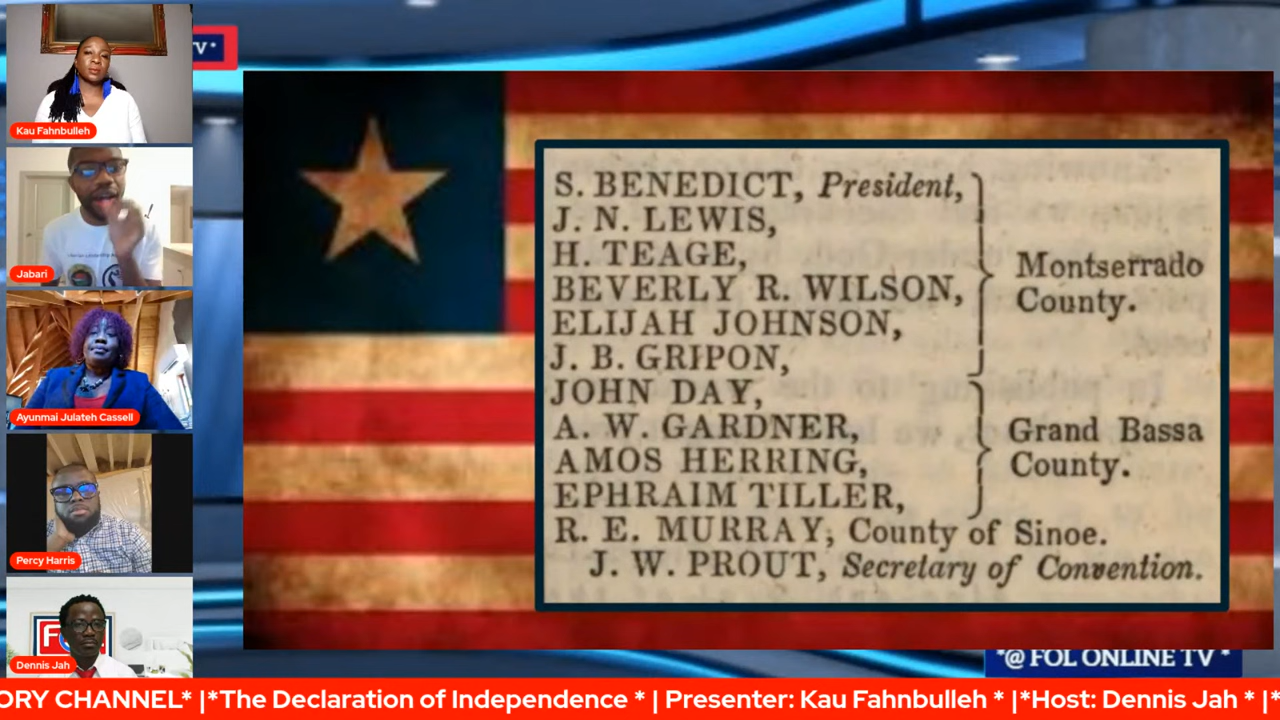 TV*
Kau Fahnbulleh
Jabari
Ayunmai Julateh Cassell
Percy Harris
Dennis Jah
S. BENEDICT, President,
J. N. LEWIS,
H. TEAGE,
BEVERLY R. WILSON,
ELIJAH JOHNSON,
J. B. GRIPON,
Montserrado
County.
JOHN DAY,
A. W. GARDNER,
AMOS HERRING,
EPHRAIM TILLER,
Grand Bassa
County.
R. E. MURRAY, County of Sinoe.
J. W. PROUT, Secretary of Convention.
*@ FOL ONLINE TV *
ORY CHANNEL* |*The Declaration of Independence * | Presenter: Kau Fahnbulleh * |*Host: Dennis Jah * |*